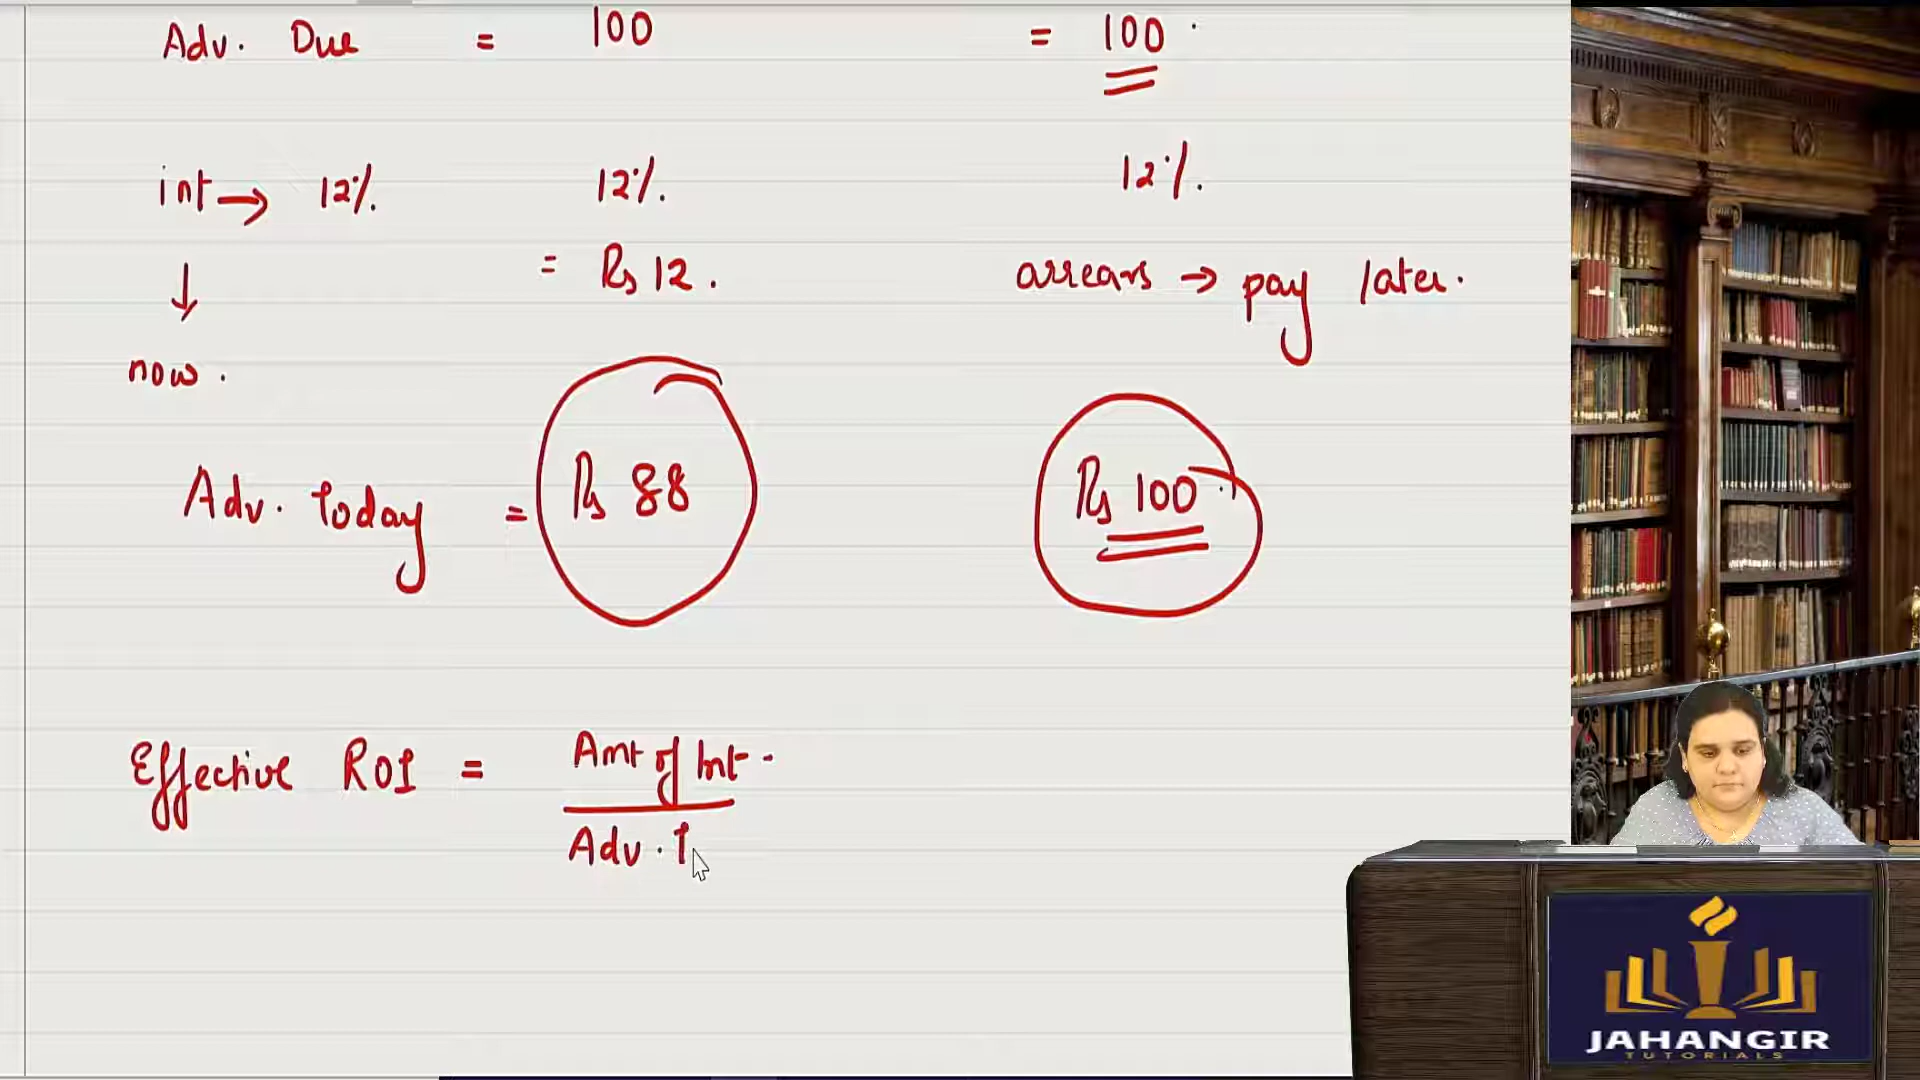 Adv. Due = 100 = 100
int → 12% 12% 12%.
= Rs 12. arrears → pay later.
now.
Adv. Today = Rs 88 Rs 100
Effective ROI = Amt of Int.
Adv. T
JAHANGIR
TUTORIALS